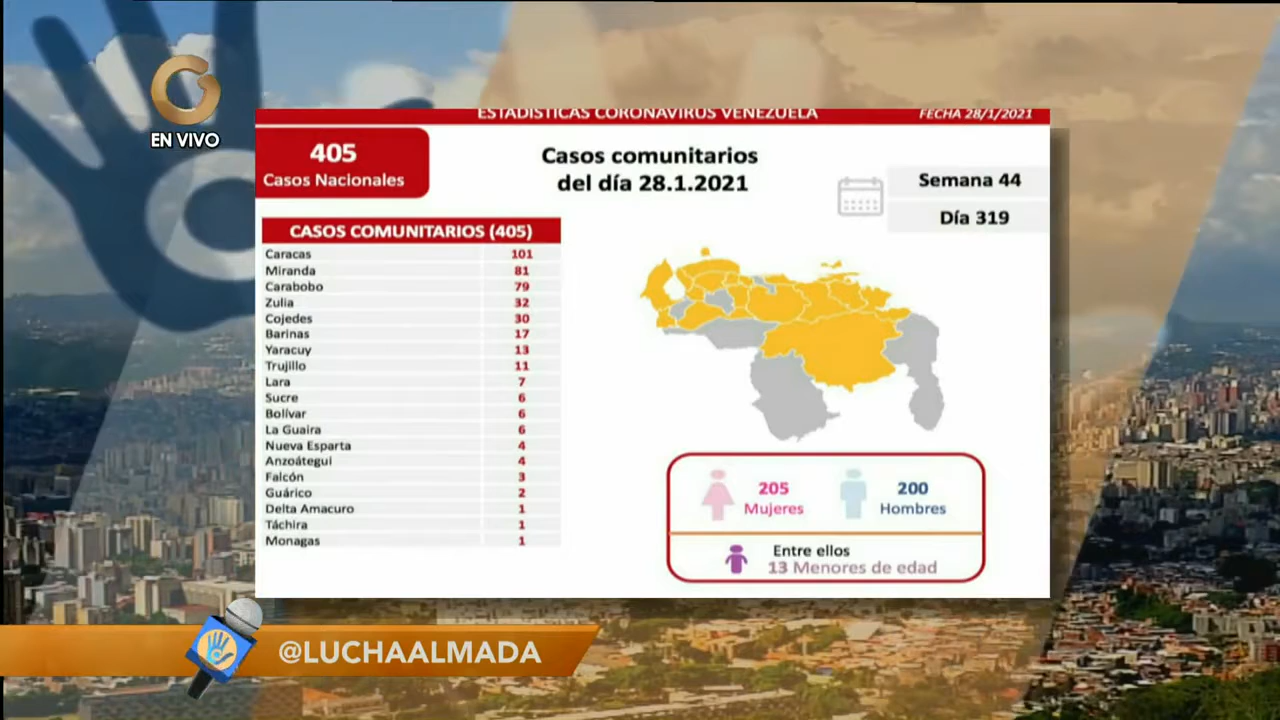 EN VIVO
ESTADÍSTICAS CORONAVIRUS VENEZUELA
FECHA 28/1/2021
405
Casos Nacionales
Casos comunitarios
del día 28.1.2021
Semana 44
Día 319
CASOS COMUNITARIOS (405)
Caracas 101
Miranda 81
Carabobo 79
Zulia 32
Cojedes 30
Barinas 17
Yaracuy 13
Trujillo 11
Lara 7
Sucre 6
Bolívar 6
La Guaira 6
Nueva Esparta 4
Anzoátegui 4
Falcón 3
Guárico 2
Delta Amacuro 1
Táchira 1
Monagas 1
205
Mujeres
200
Hombres
Entre ellos
13 Menores de edad
@LUCHAALMADA